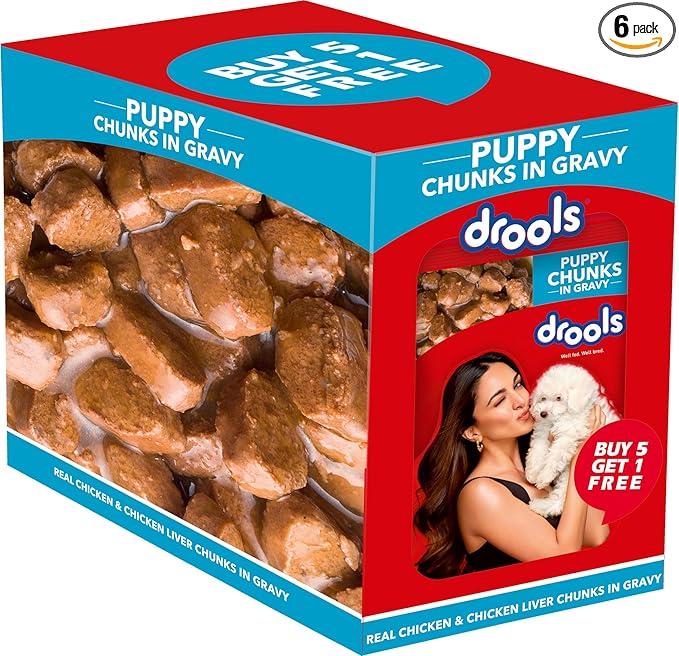 6 pack
BUY 5
GET 1
FREE
PUPPY
CHUNKS IN GRAVY
REAL CHICKEN & CHICKEN LIVER CHUNKS IN GRAVY
PUPPY
CHUNKS IN GRAVY
drools
PUPPY
CHUNKS
IN GRAVY
drools
Well fed. Well bred.
BUY 5
GET 1
FREE
REAL CHICKEN & CHICKEN LIVER CHUNKS IN GRAVY